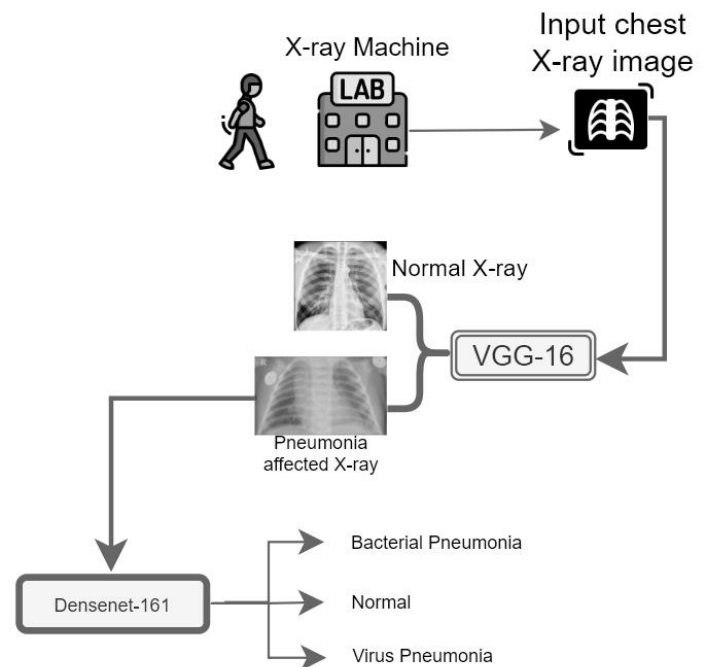 Input chest
X-ray image
X-ray Machine
LAB
Normal X-ray
VGG-16
Pneumonia
affected X-ray
Bacterial Pneumonia
Densenet-161
Normal
Virus Pneumonia